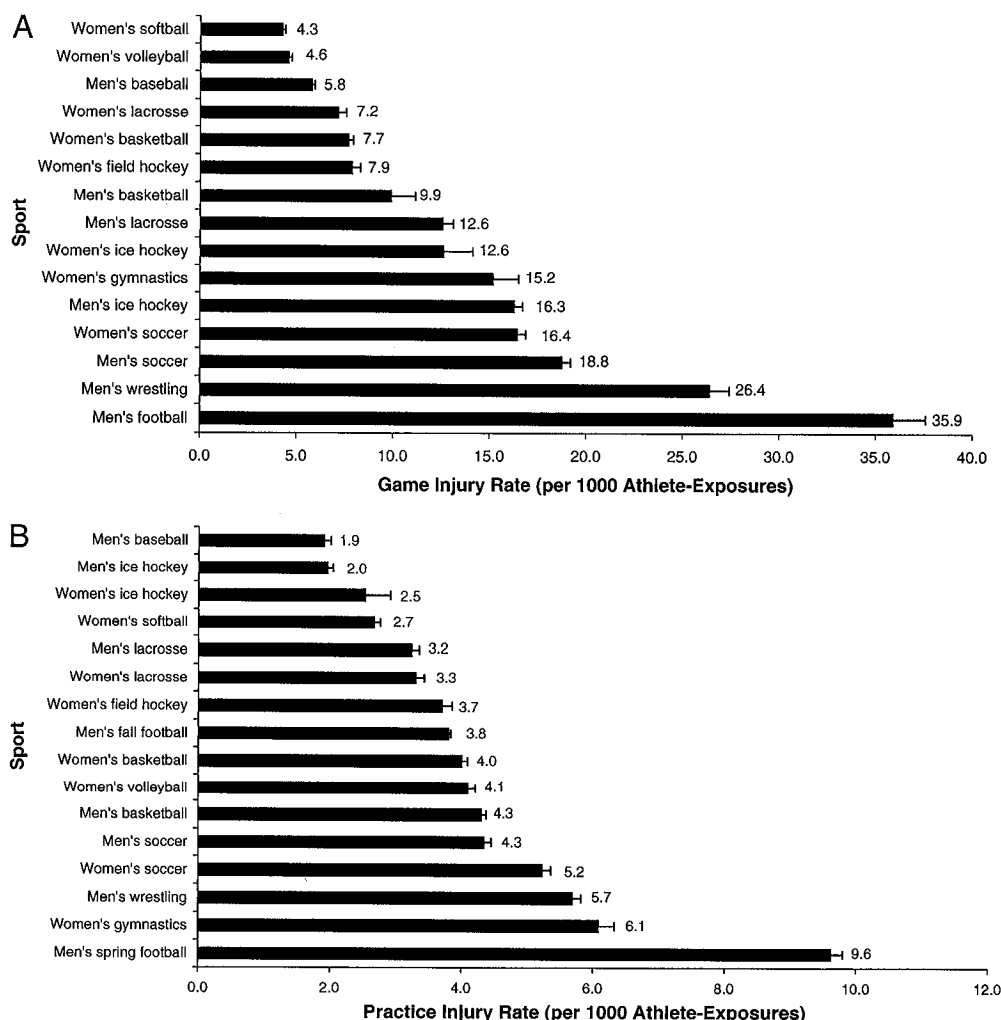 A
Sport
Women's softball 4.3
Women's volleyball 4.6
Men's baseball 5.8
Women's lacrosse 7.2
Women's basketball 7.7
Women's field hockey 7.9
Men's basketball 9.9
Men's lacrosse 12.6
Women's ice hockey 12.6
Women's gymnastics 15.2
Men's ice hockey 16.3
Women's soccer 16.4
Men's soccer 18.8
Men's wrestling 26.4
Men's football 35.9
0.0 5.0 10.0 15.0 20.0 25.0 30.0 35.0 40.0
Game Injury Rate (per 1000 Athlete-Exposures)
B
Sport
Men's baseball 1.9
Men's ice hockey 2.0
Women's ice hockey 2.5
Women's softball 2.7
Men's lacrosse 3.2
Women's lacrosse 3.3
Women's field hockey 3.7
Men's fall football 3.8
Women's basketball 4.0
Women's volleyball 4.1
Men's basketball 4.3
Men's soccer 4.3
Women's soccer 5.2
Men's wrestling 5.7
Women's gymnastics 6.1
Men's spring football 9.6
0.0 2.0 4.0 6.0 8.0 10.0 12.0
Practice Injury Rate (per 1000 Athlete-Exposures)